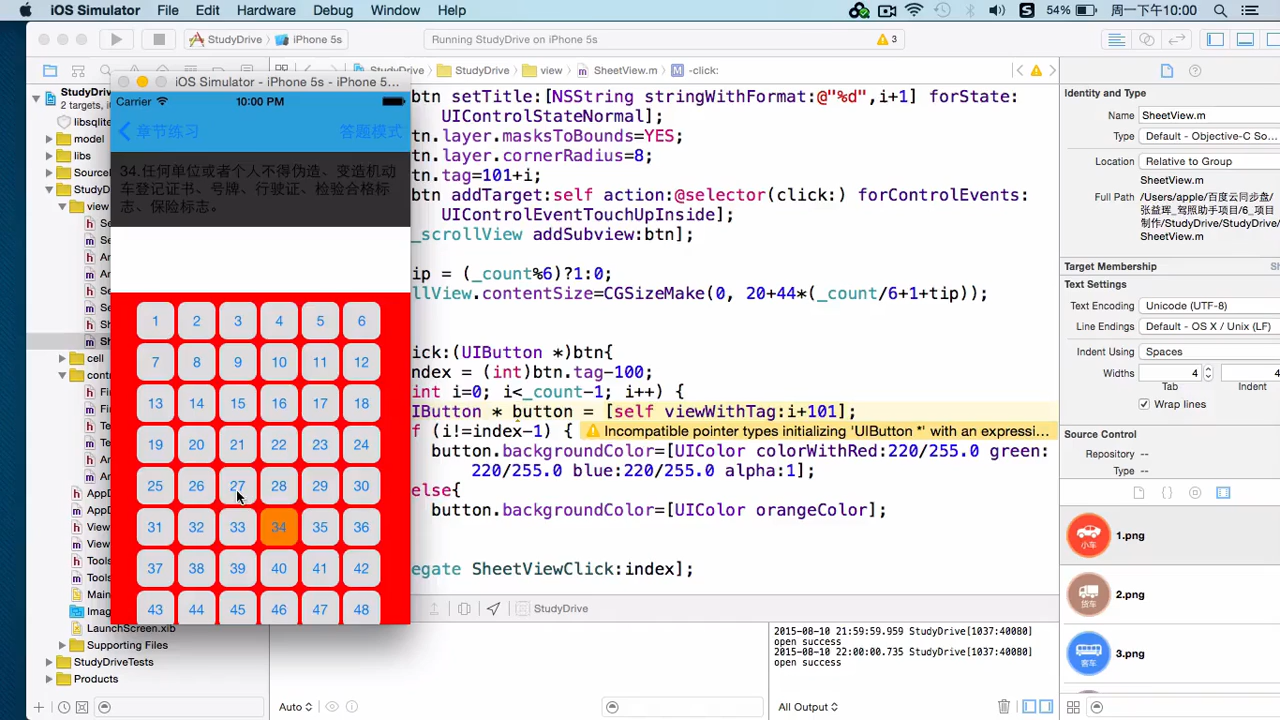 iOS Simulator File Edit Hardware Debug Window Help
54% 周一下午10:00
StudyDrive iPhone 5s
Running StudyDrive on iPhone 5s
3
StudyDrive view SheetView.m -click:
iOS Simulator - iPhone 5s - iPhone 5...
Carrier 10:00 PM
章节练习 答题模式
34.任何单位或者个人不得伪造、变造机动
车登记证书、号牌、行驶证、检验合格标
志、保险标志。
1 2 3 4 5 6
7 8 9 10 11 12
13 14 15 16 17 18
19 20 21 22 23 24
25 26 27 28 29 30
31 32 33 34 35 36
37 38 39 40 41 42
43 44 45 46 47 48
2 targets,
model
libs
view
cell
Main
LaunchScreen.xib
Supporting Files
StudyDriveTests
Products
btn setTitle:[NSString stringWithFormat:@"%d",i+1] forState:
UIControlStateNormal];
tn.layer.masksToBounds=YES;
tn.layer.cornerRadius=8;
tn.tag=101+i;
btn addTarget:self action:@selector(click:) forControlEvents:
UIControlEventTouchUpInside];
_scrollView addSubview:btn];
ip = (_count%6)?1:0;
llView.contentSize=CGSizeMake(0, 20+44*(_count/6+1+tip));
ick:(UIButton *)btn{
ndex = (int)btn.tag-100;
int i=0; i<_count-1; i++) {
IButton * button = [self viewWithTag:i+101];
f (i!=index-1) {
Incompatible pointer types initializing 'UIButton *' with an expressi...
button.backgroundColor=[UIColor colorWithRed:220/255.0 green:
220/255.0 blue:220/255.0 alpha:1];
else{
button.backgroundColor=[UIColor orangeColor];
egate SheetViewClick:index];
StudyDrive
2015-08-10 21:59:59.959 StudyDrive[1037:40080]
open success
2015-08-10 22:00:00.735 StudyDrive[1037:40080]
open success
Auto
All Output
Identity and Type
Name SheetView.m
Type Default - Objective-C So...
Location Relative to Group
SheetView.m
Full Path /Users/apple/百度云同步盘/
张益珲_驾照助手项目/6_项目
制作/StudyDrive/StudyDrive/
SheetView.m
Target Membership
Text Settings
Text Encoding Unicode (UTF-8)
Line Endings Default - OS X / Unix (LF)
Indent Using Spaces
Widths 4 4
Tab Indent
Wrap lines
Source Control
Repository --
Type --
小车 1.png
货车 2.png
客车 3.png